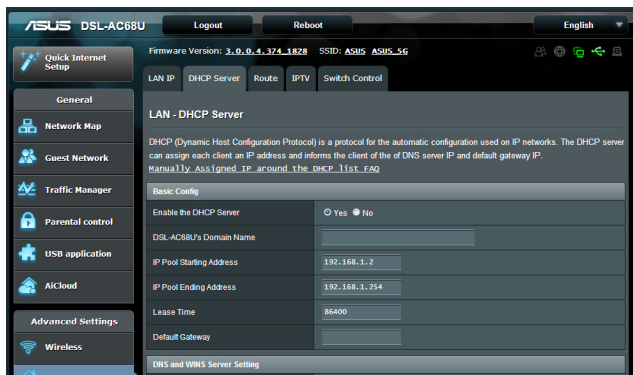 ASUS DSL-AC68U Logout Reboot English
Quick Internet Setup
Firmware Version: 3.0.0.4.374_1828 SSID: ASUS ASUS_5G
LAN IP DHCP Server Route IPTV Switch Control
General
Network Map
Guest Network
Traffic Manager
Parental control
USB application
AiCloud
Advanced Settings
Wireless
LAN - DHCP Server
DHCP (Dynamic Host Configuration Protocol) is a protocol for the automatic configuration used on IP networks. The DHCP server
can assign each client an IP address and informs the client of the of DNS server IP and default gateway IP.
Manually Assigned IP around the DHCP list FAQ
Basic Config
Enable the DHCP Server Yes No
DSL-AC68U's Domain Name
IP Pool Starting Address 192.168.1.2
IP Pool Ending Address 192.168.1.254
Lease Time 86400
Default Gateway
DNS and WINS Server Setting